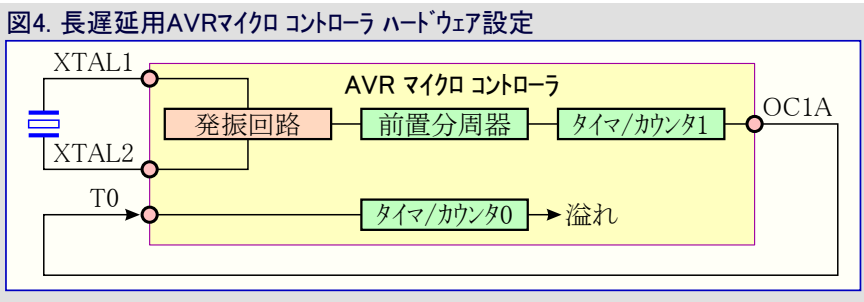 図4. 長遅延用AVRマイクロ コントローラ ハードウェア設定
XTAL1
AVR マイクロ コントローラ
OC1A
発振回路
前置分周器
タイマ/カウンタ1
XTAL2
T0
タイマ/カウンタ0
溢れ